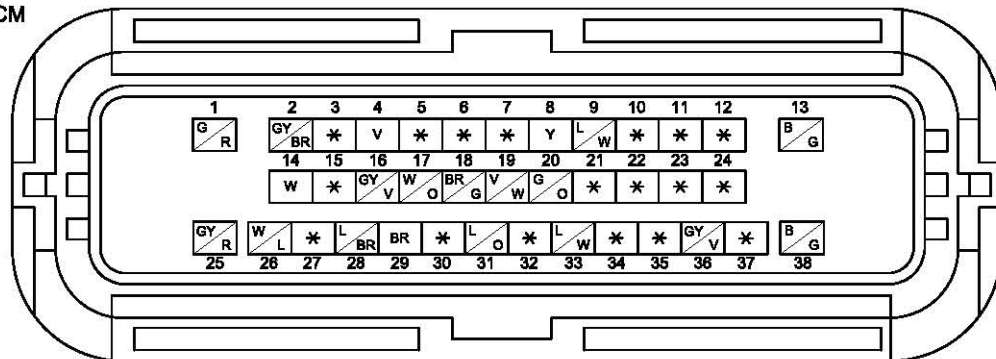 CM
1 2 3 4 5 6 7 8 9 10 11 12 13
G R GY BR * V * * * Y L W * * * B G
14 15 16 17 18 19 20 21 22 23 24
W * GY V W O BR G V W G O * * * *
GY R W L * L BR BR * L O * L W * * GY V * B G
25 26 27 28 29 30 31 32 33 34 35 36 37 38